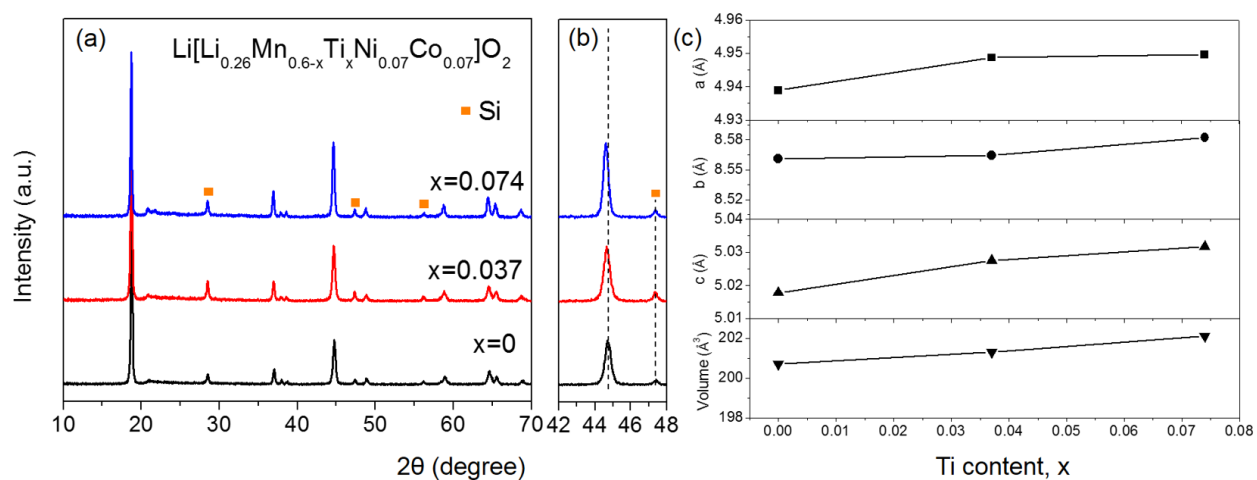 (a)
Li[Li0.26Mn0.6-xTixNi0.07Co0.07]O2
Si
x=0.074
x=0.037
x=0
Intensity (a.u.)
10 20 30 40 50 60 70
2θ (degree)
(b)
42 44 46 48
(c)
4.96
4.95
4.94
4.93
a (Å)
8.58
8.55
8.52
b (Å)
5.04
5.03
5.02
5.01
c (Å)
202
200
198
Volume (Å3)
0.00 0.01 0.02 0.03 0.04 0.05 0.06 0.07 0.08
Ti content, x